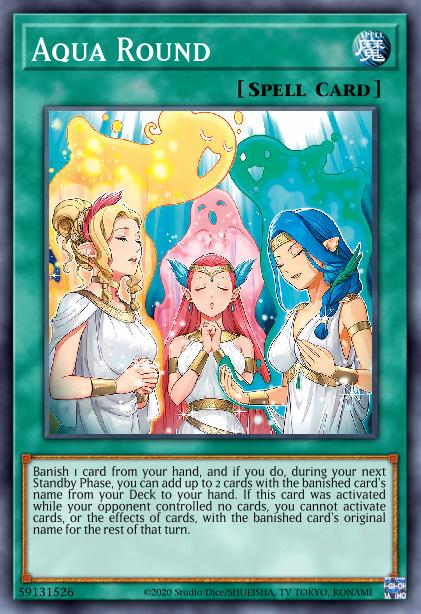 AQUA ROUND
SPELL
魔
[SPELL CARD]
Banish 1 card from your hand, and if you do, during your next
Standby Phase, you can add up to 2 cards with the banished card's
name from your Deck to your hand. If this card was activated
while your opponent controlled no cards, you cannot activate
cards, or the effects of cards, with the banished card's original
name for the rest of that turn.
59131526
©2020 Studio Dice/SHUEISHA, TV TOKYO, KONAMI